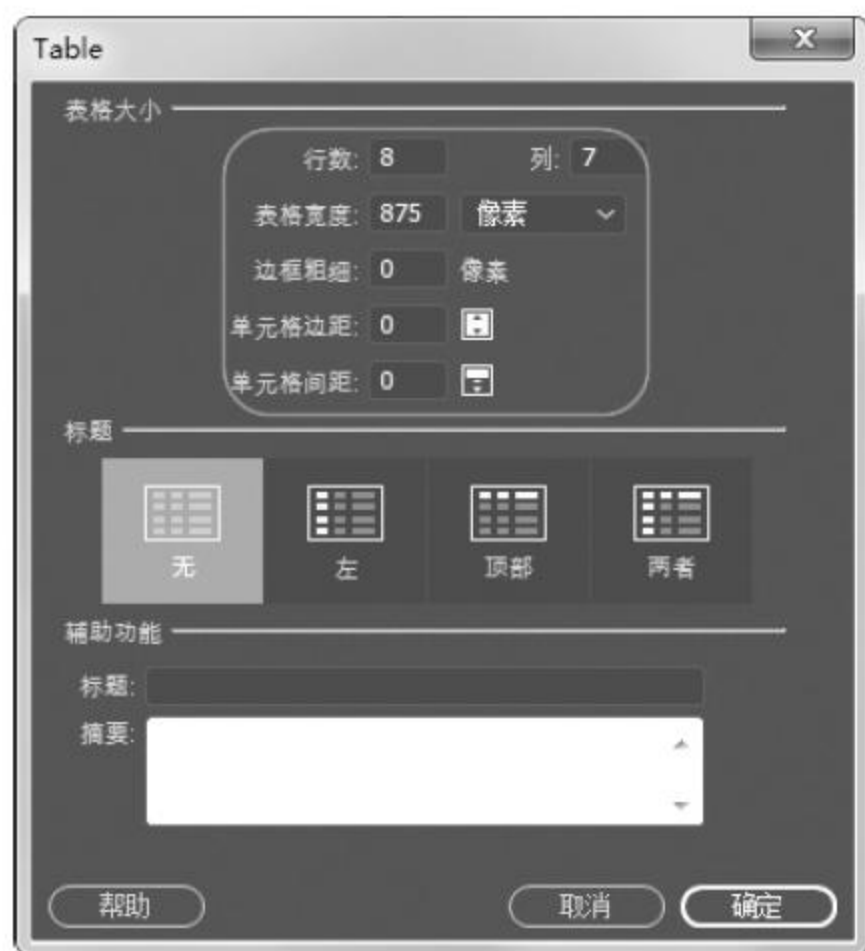 Table
表格大小
行数: 8 列: 7
表格宽度: 875 像素
边框粗细: 0 像素
单元格边距: 0
单元格间距: 0
标题
无 左 顶部 两者
辅助功能
标题:
摘要:
帮助 取消 确定